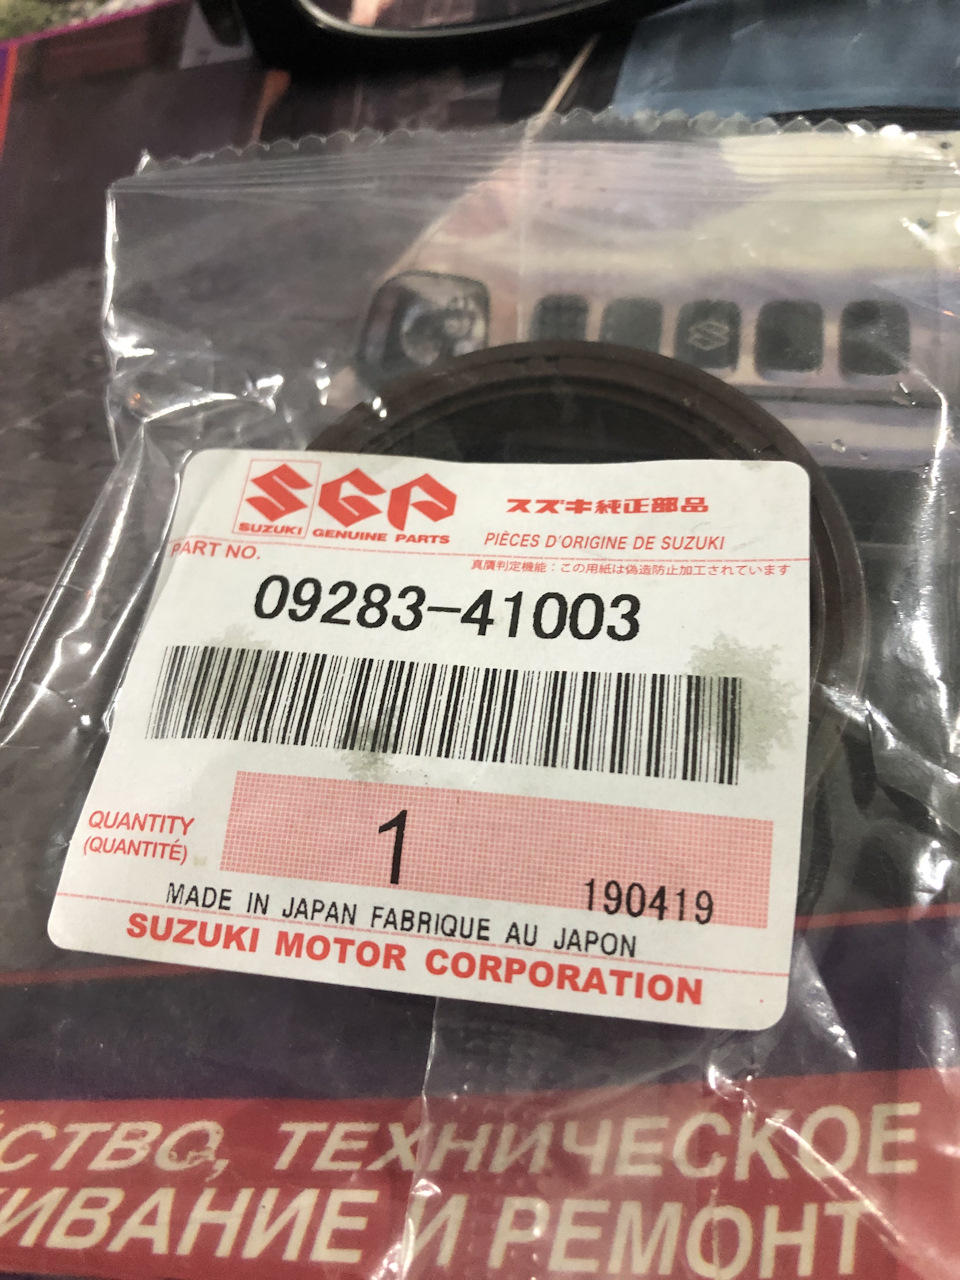 SUZUKI
SGP
GENUINE PARTS
スズキ純正部品
PIÈCES D'ORIGINE DE SUZUKI
PART NO.
真贋判定機能：この用紙は偽造防止加工されています
09283-41003
QUANTITY
(QUANTITÉ)
1
190419
MADE IN JAPAN FABRIQUE AU JAPON
SUZUKI MOTOR CORPORATION
СТВО, ТЕХНИЧЕСКОЕ
ИВАНИЕ И РЕМОНТ